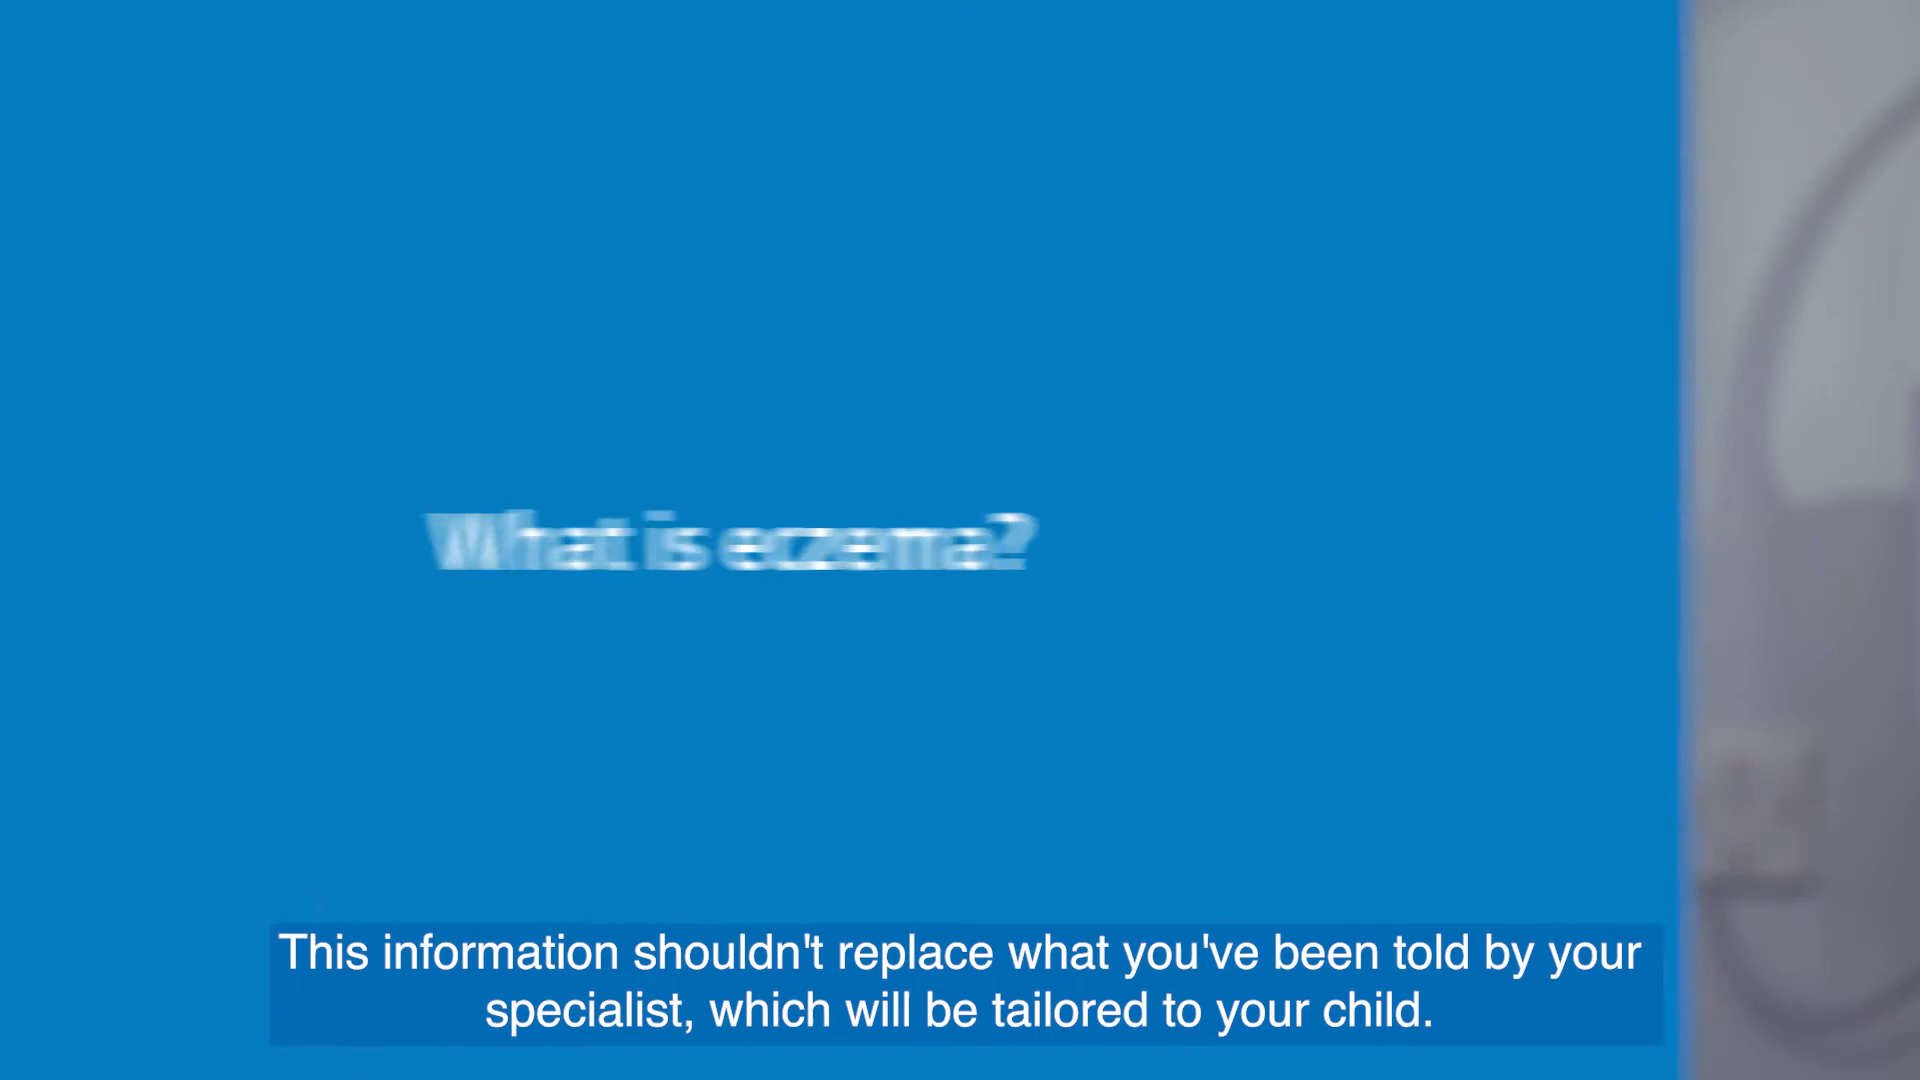 What is eczema?
This information shouldn't replace what you've been told by your
specialist, which will be tailored to your child.